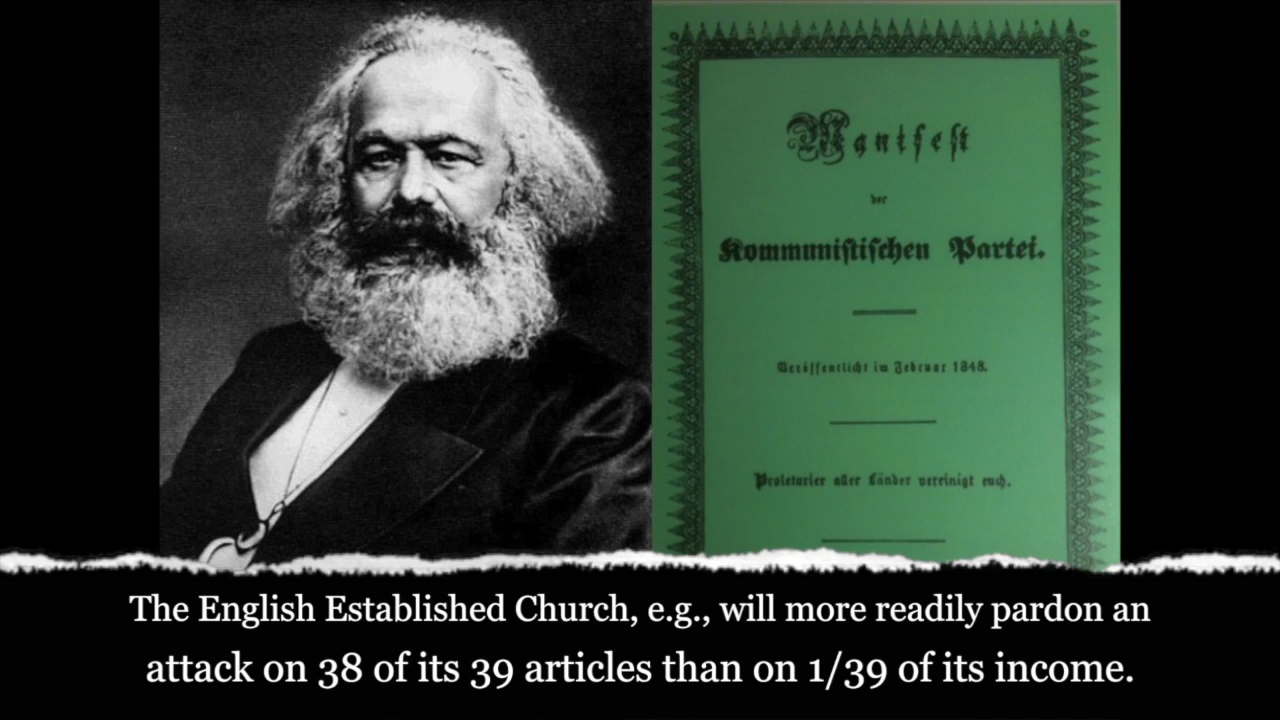 Manifest
der
Kommunistischen Partei.
Veröffentlicht im Februar 1848.
Proletarier aller Länder vereinigt euch.
The English Established Church, e.g., will more readily pardon an
attack on 38 of its 39 articles than on 1/39 of its income.